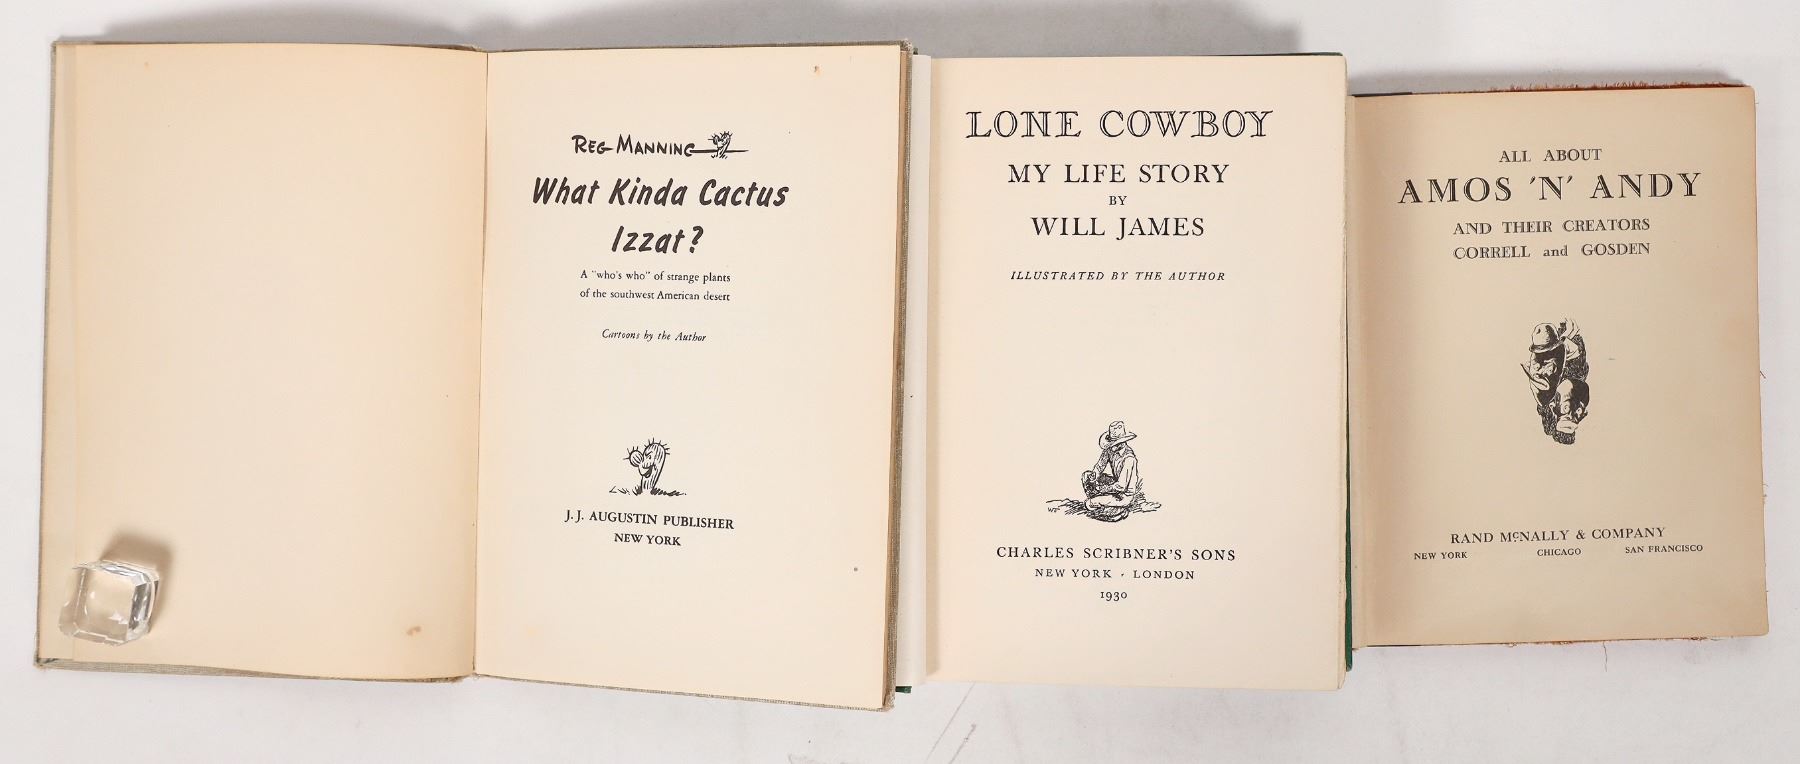 REG MANNING
What Kinda Cactus
Izzat?
A "who's who" of strange plants
of the southwest American desert
Cartoons by the Author
J. J. AUGUSTIN PUBLISHER
NEW YORK
LONE COWBOY
MY LIFE STORY
BY
WILL JAMES
ILLUSTRATED BY THE AUTHOR
CHARLES SCRIBNER'S SONS
NEW YORK · LONDON
1930
ALL ABOUT
AMOS 'N' ANDY
AND THEIR CREATORS
CORRELL and GOSDEN
RAND McNALLY & COMPANY
NEW YORK CHICAGO SAN FRANCISCO